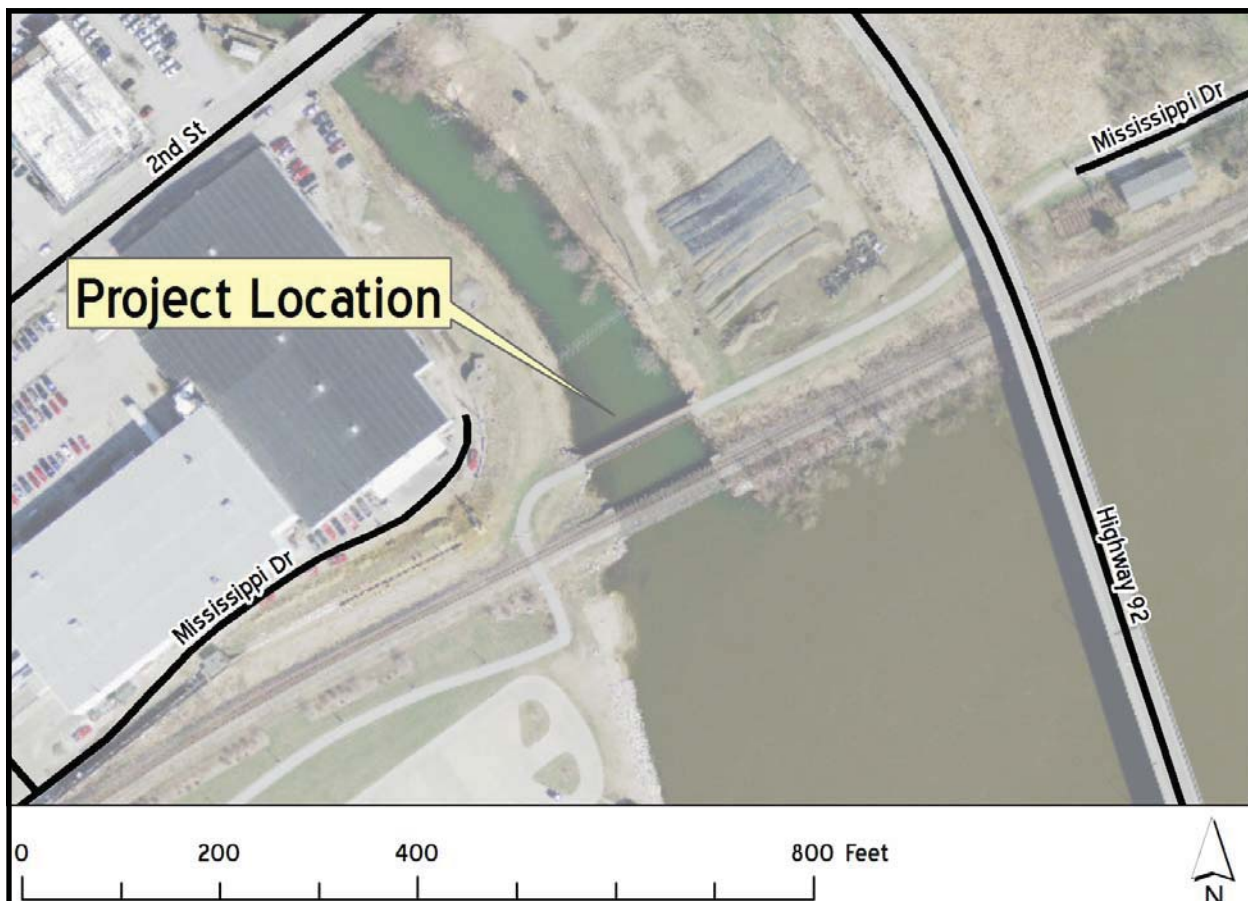 2nd St
Mississippi Dr
Project Location
Mississippi Dr
Highway 92
0 200 400 800 Feet
N